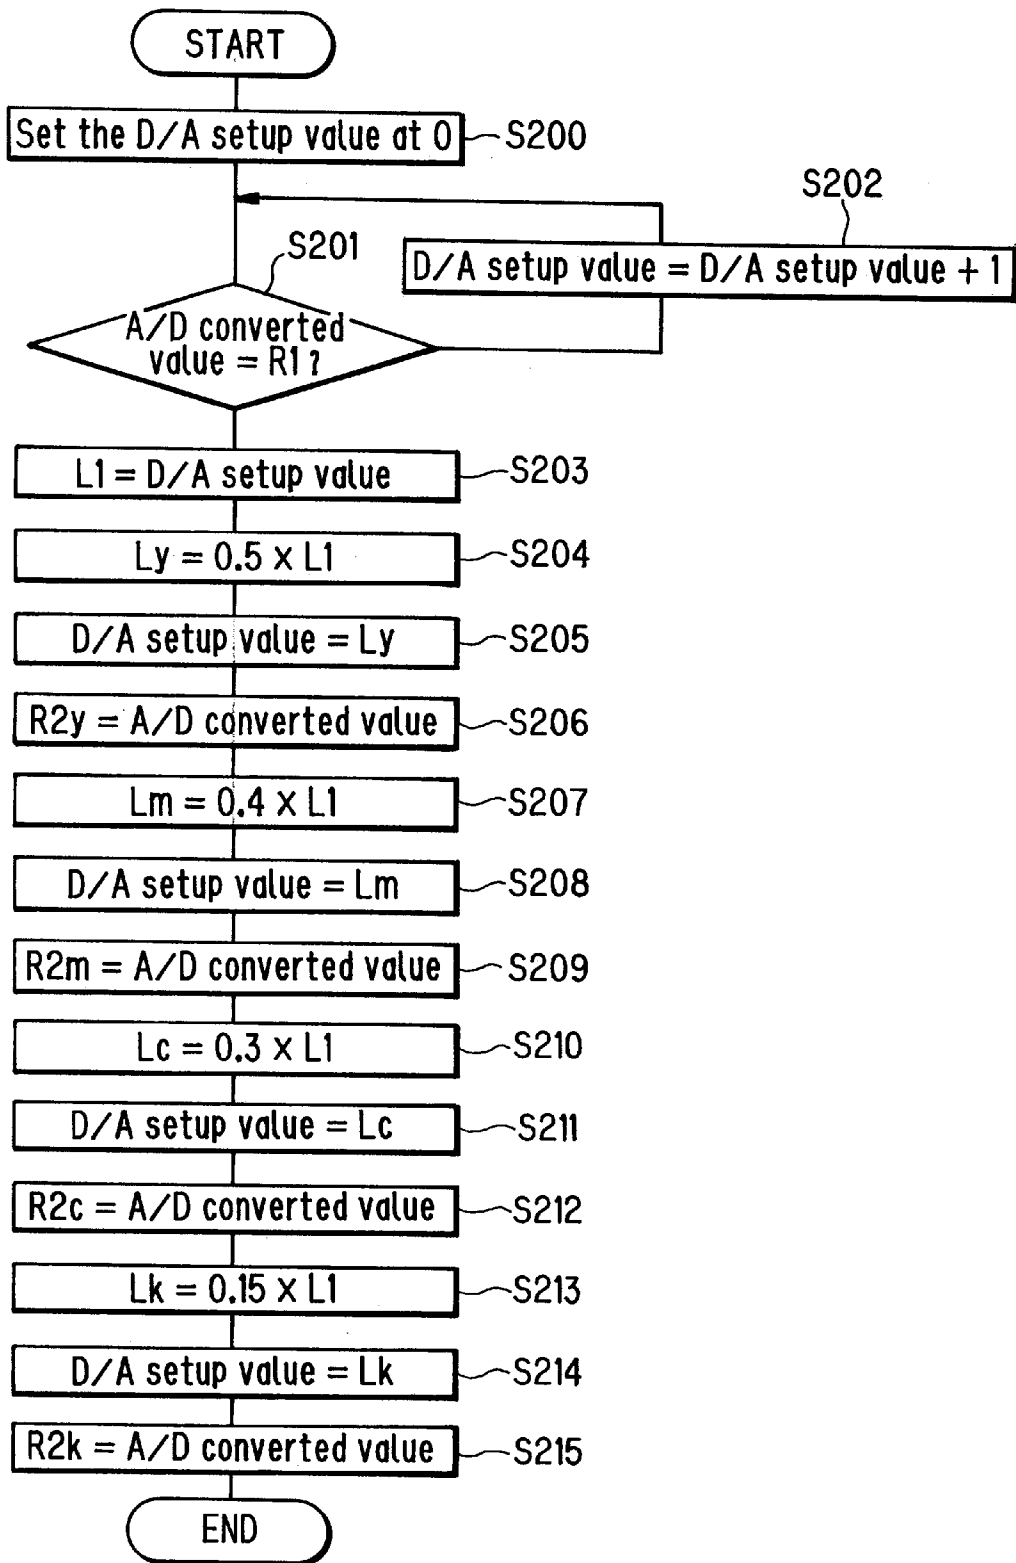 START
Set the D/A setup value at 0
S200
S202
D/A setup value = D/A setup value + 1
S201
A/D converted
value = R1?
L1 = D/A setup value
S203
Ly = 0.5 X L1
S204
D/A setup value = Ly
S205
R2y = A/D converted value
S206
Lm = 0.4 X L1
S207
D/A setup value = Lm
S208
R2m = A/D converted value
S209
Lc = 0.3 X L1
S210
D/A setup value = Lc
S211
R2c = A/D converted value
S212
Lk = 0.15 X L1
S213
D/A setup value = Lk
S214
R2k = A/D converted value
S215
END